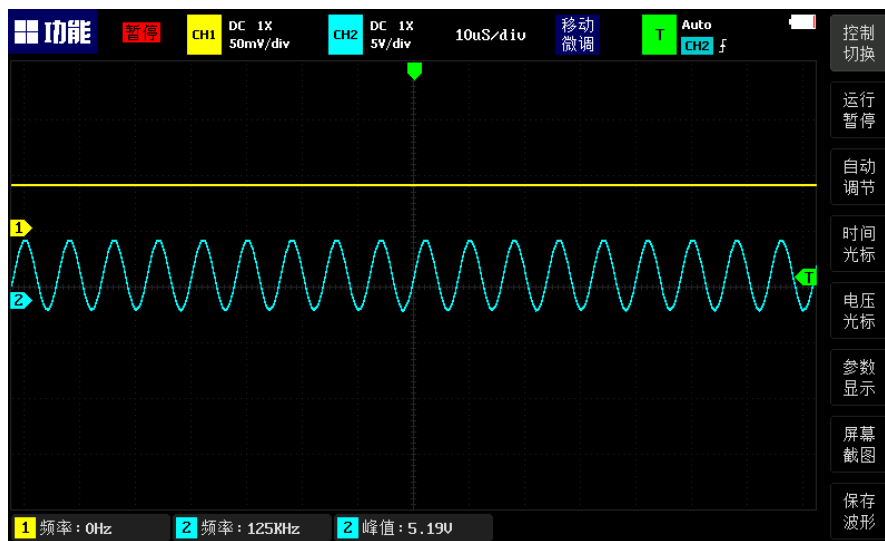 功能
暂停
CH1
DC 1X
50mV/div
CH2
DC 1X
5V/div
10uS/div
移动
微调
T
Auto
CH2
控制
切换
运行
暂停
自动
调节
时间
光标
电压
光标
参数
显示
屏幕
截图
保存
波形
1
2
T
1 频率:0Hz
2 频率:125KHz
2 峰值:5.19V